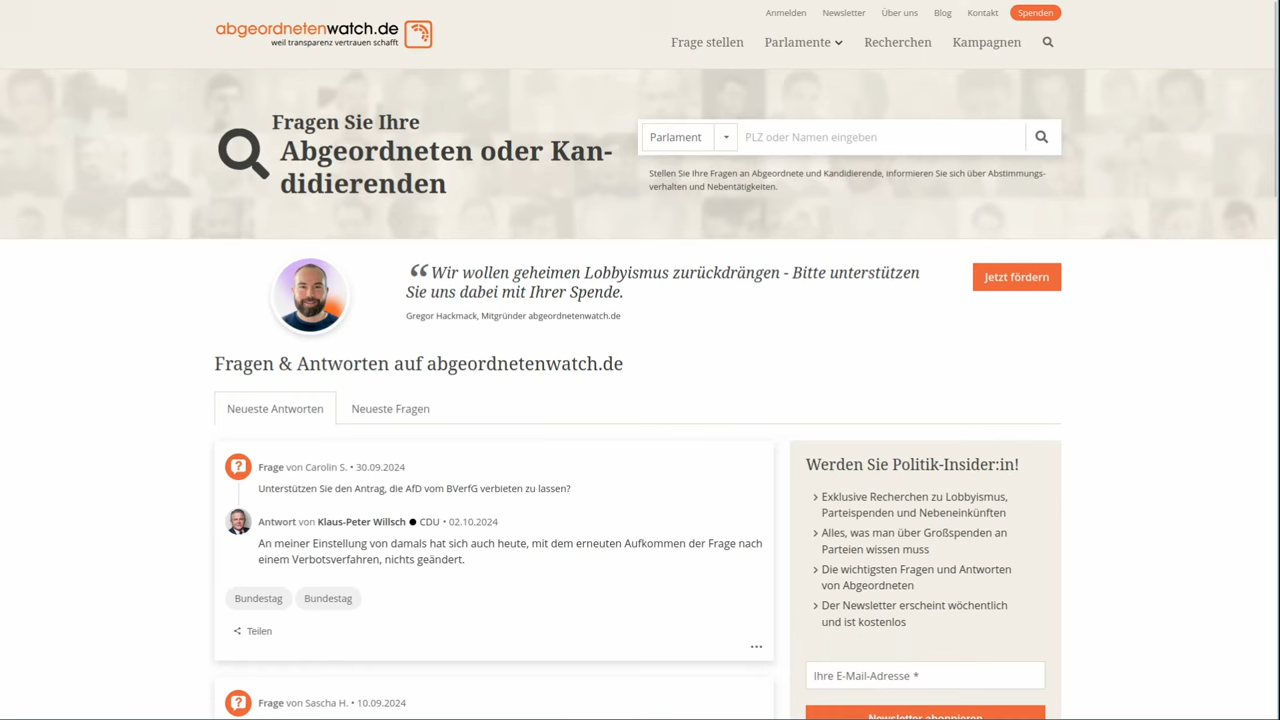 Anmelden Newsletter Über uns Blog Kontakt Spenden
abgeordnetenwatch.de
weil transparenz vertrauen schafft
Frage stellen Parlamente Recherchen Kampagnen
Fragen Sie Ihre
Abgeordneten oder Kan-
didierenden
Parlament PLZ oder Namen eingeben
Stellen Sie Ihre Fragen an Abgeordnete und Kandidierende, informieren Sie sich über Abstimmungs-
verhalten und Nebentätigkeiten.
“Wir wollen geheimen Lobbyismus zurückdrängen - Bitte unterstützen
Sie uns dabei mit Ihrer Spende.
Gregor Hackmack, Mitgründer abgeordnetenwatch.de
Jetzt fördern
Fragen & Antworten auf abgeordnetenwatch.de
Neueste Antworten Neueste Fragen
Frage von Carolin S. • 30.09.2024
Unterstützen Sie den Antrag, die AfD vom BVerfG verbieten zu lassen?
Antwort von Klaus-Peter Willsch ● CDU • 02.10.2024
An meiner Einstellung von damals hat sich auch heute, mit dem erneuten Aufkommen der Frage nach
einem Verbotsverfahren, nichts geändert.
Bundestag Bundestag
Teilen
...
Frage von Sascha H. • 10.09.2024
Werden Sie Politik-Insider:in!
Exklusive Recherchen zu Lobbyismus,
Parteispenden und Nebeneinkünften
Alles, was man über Großspenden an
Parteien wissen muss
Die wichtigsten Fragen und Antworten
von Abgeordneten
Der Newsletter erscheint wöchentlich
und ist kostenlos
Ihre E-Mail-Adresse *
Newsletter abonnieren